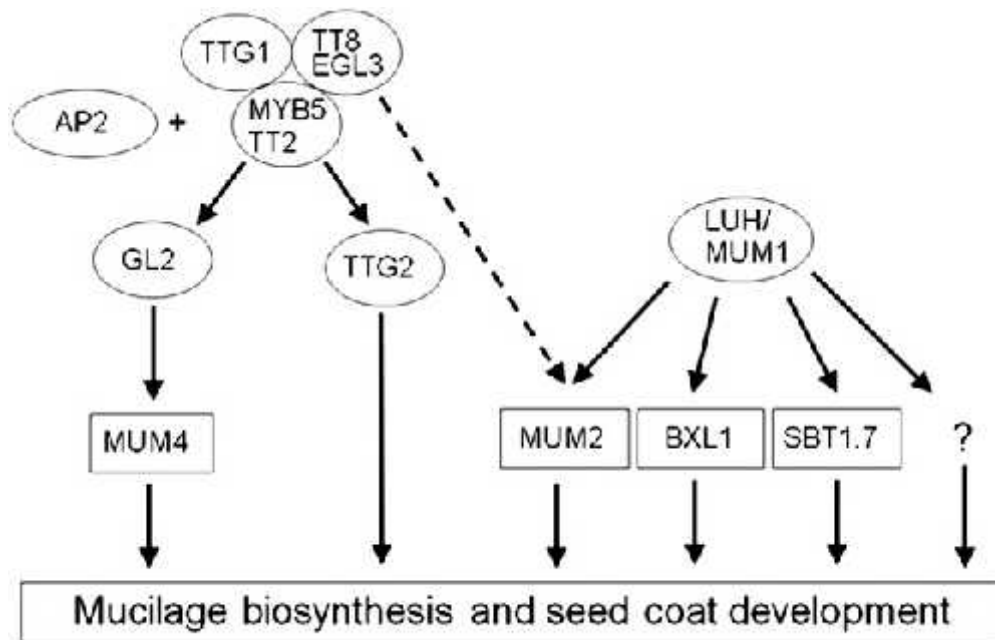 TTG1
TT8
EGL3
AP2
+
MYB5
TT2
LUH/
MUM1
GL2
TTG2
MUM4
MUM2
BXL1
SBT1.7
?
Mucilage biosynthesis and seed coat development